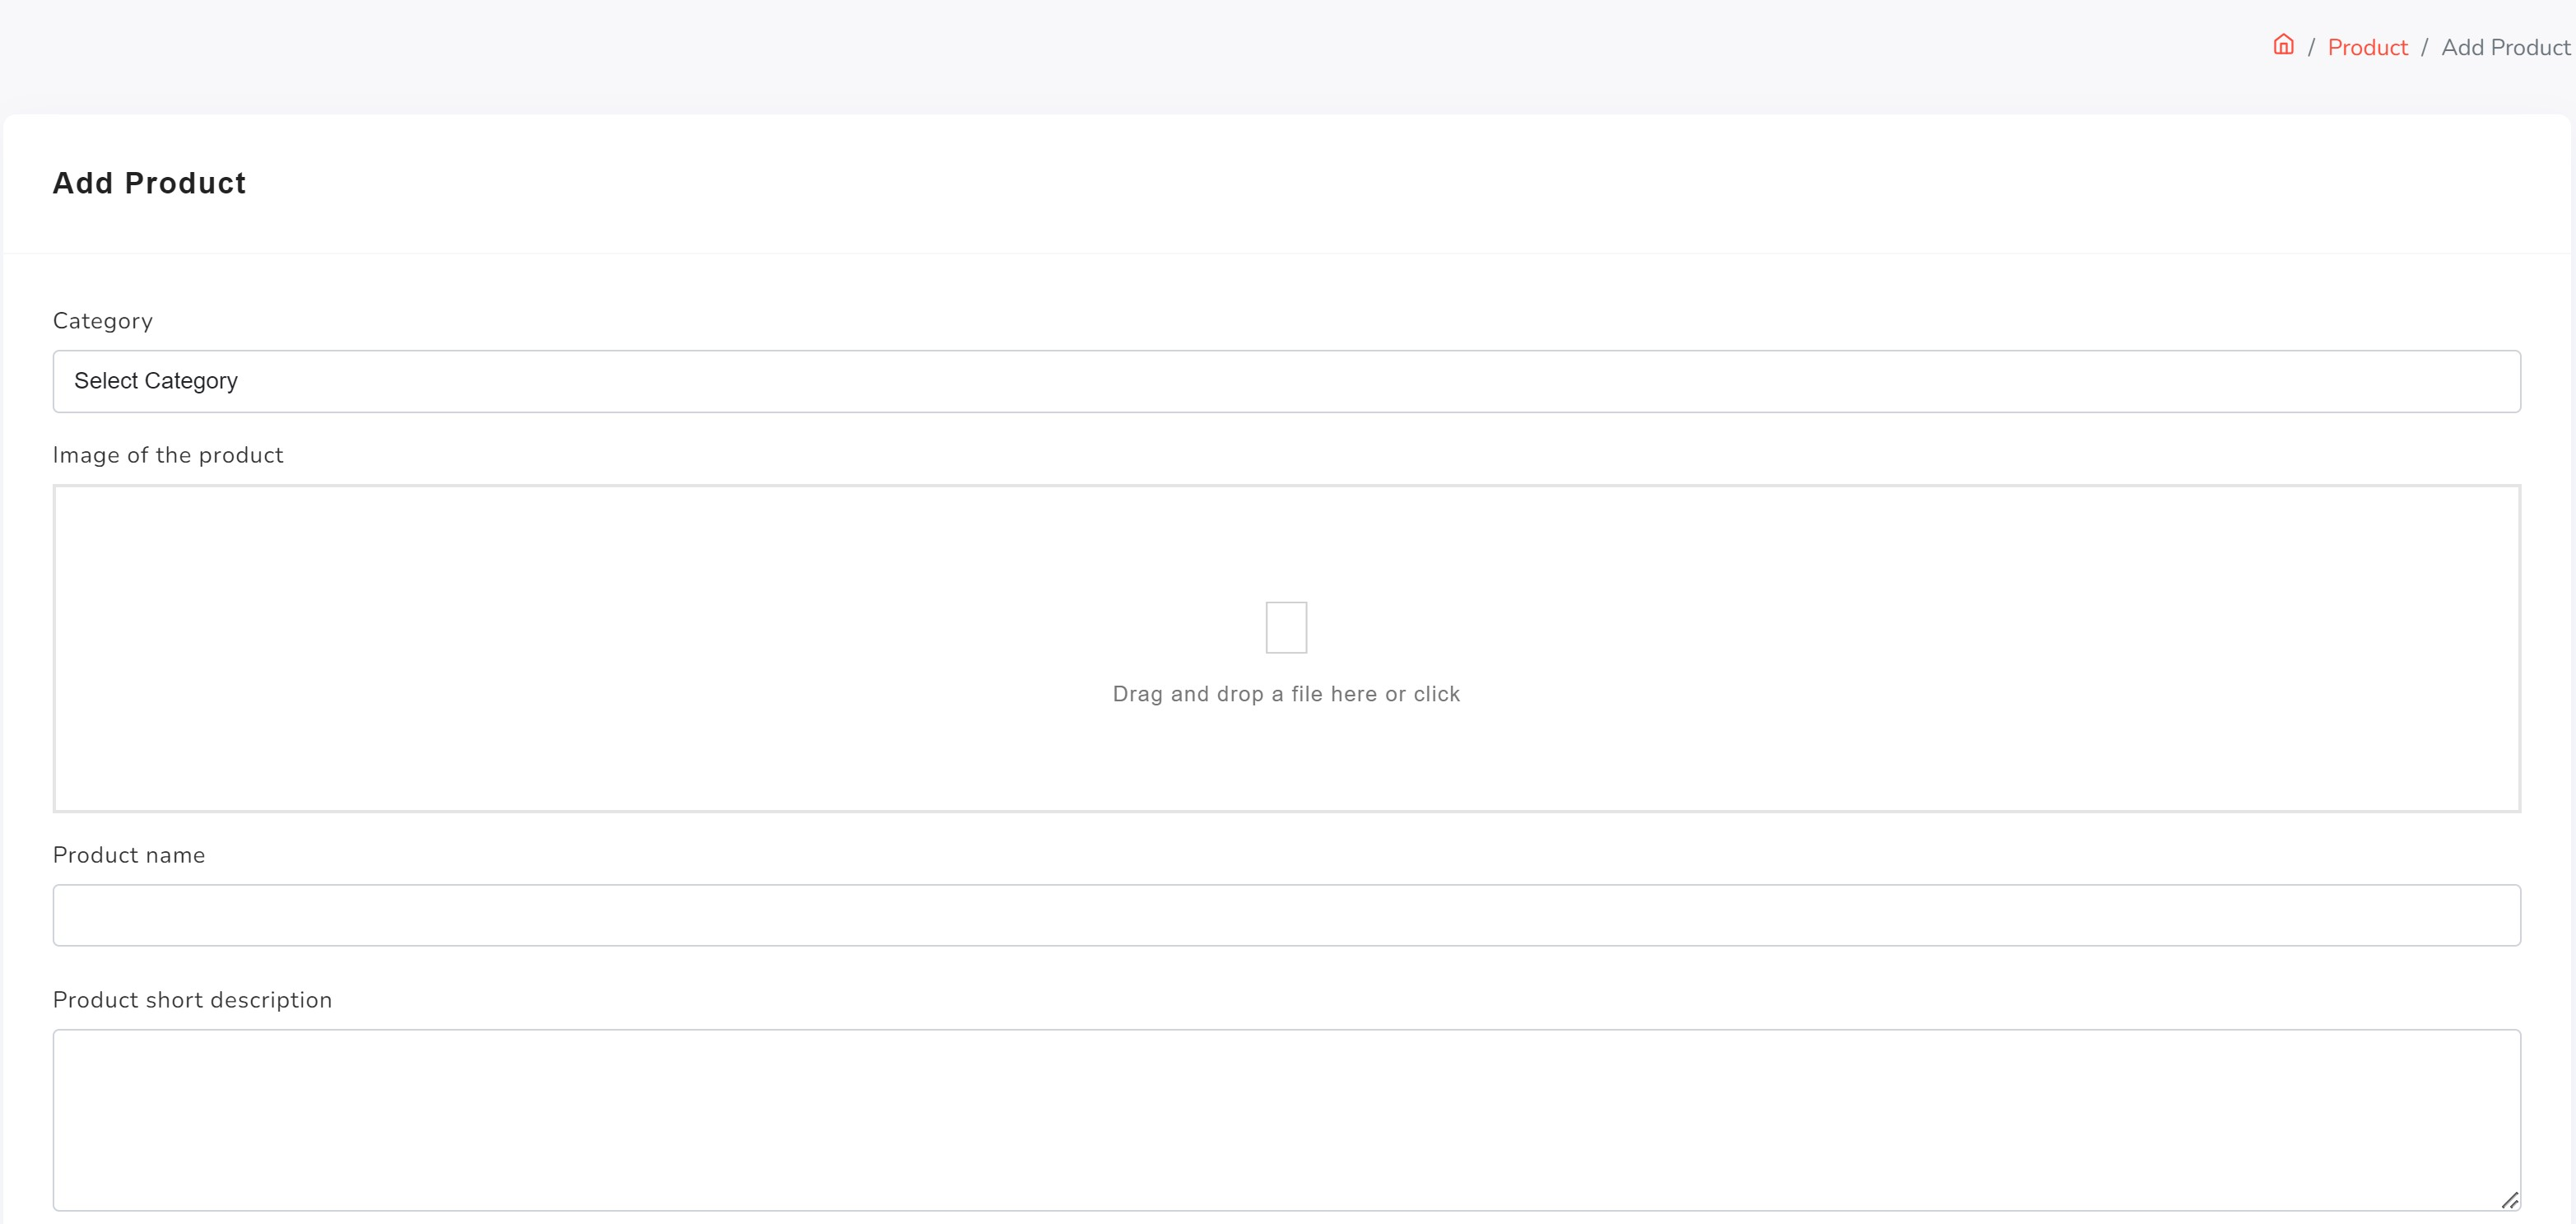 / Product / Add Product
Add Product
Category
Select Category
Image of the product
Drag and drop a file here or click
Product name
Product short description